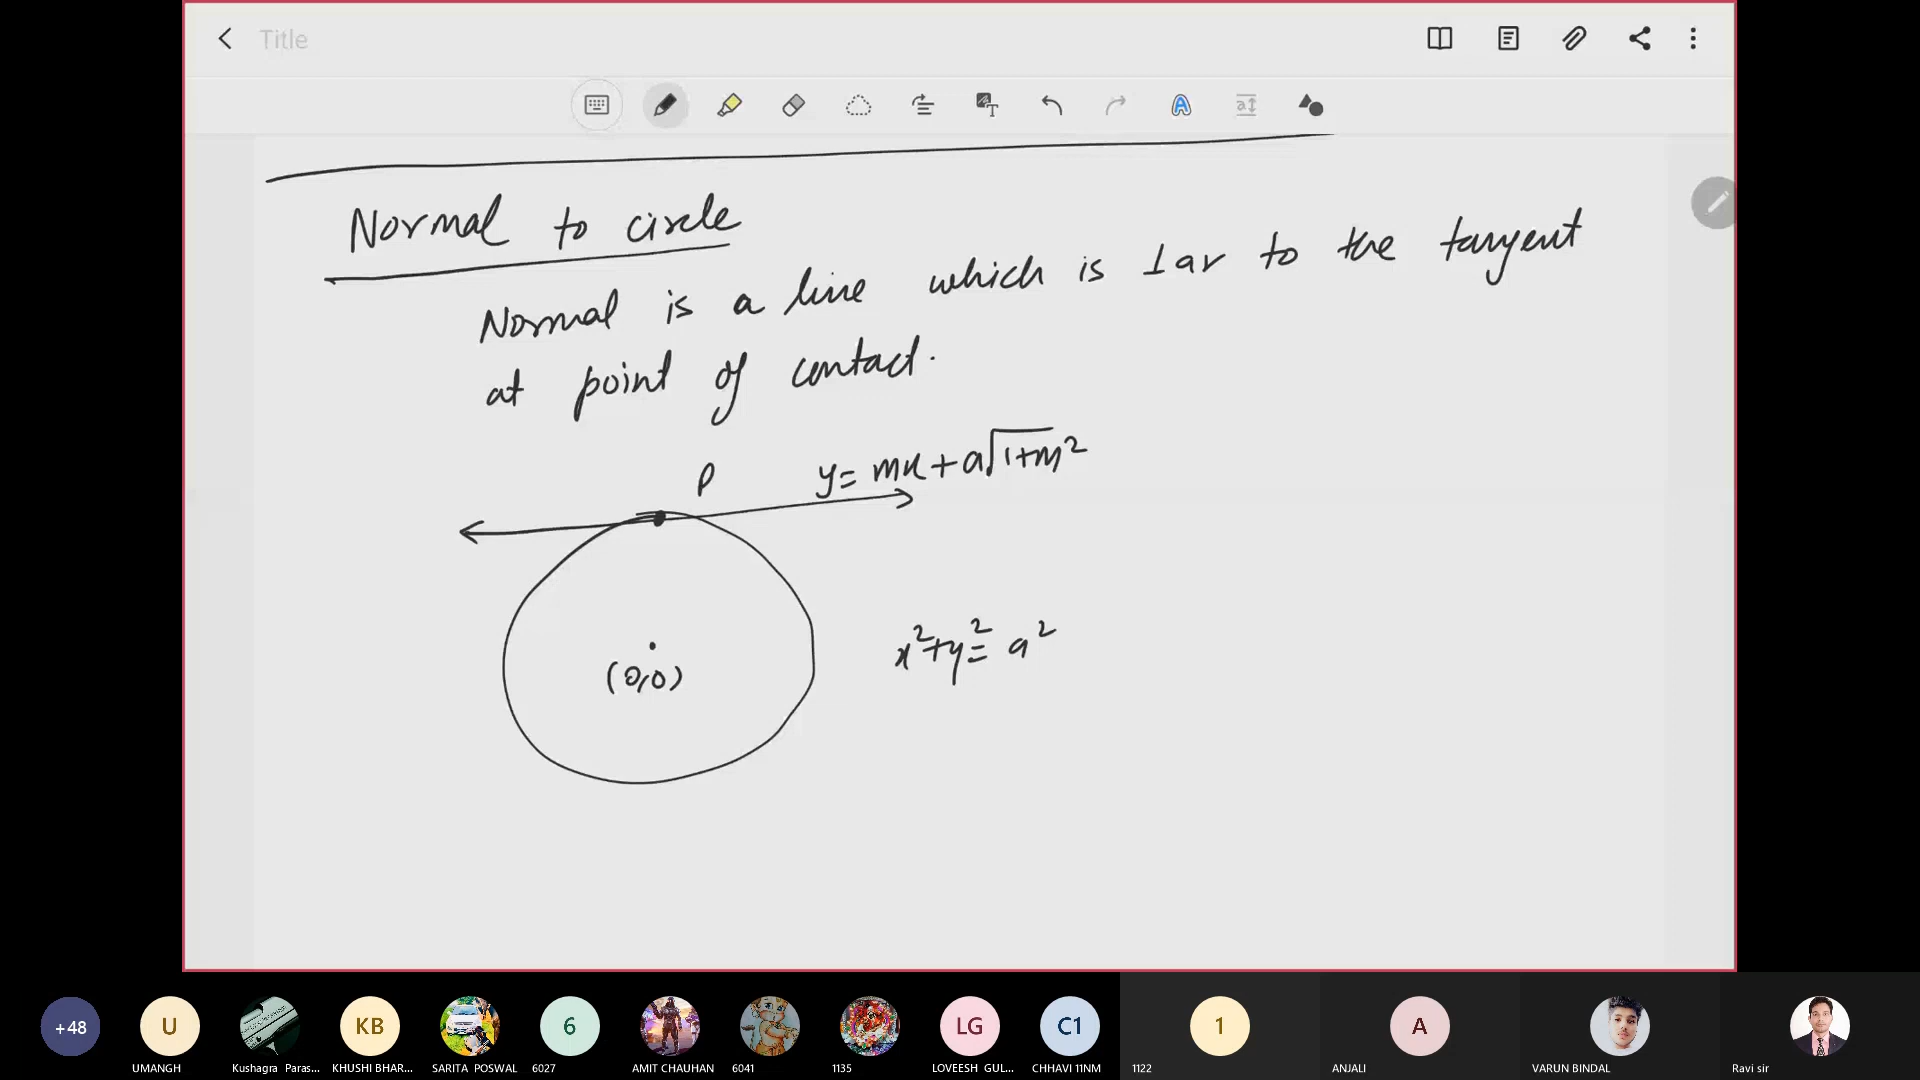 Title
Normal to circle
Normal is a line which is ⊥ar to the tangent
at point of contact.
P y = mx + a√1+m²
x² + y² = a²
(0,0)
+48 U KB 6 LG C1 1 A
UMANGH Kushagra Paras... KHUSHI BHAR... SARITA POSWAL 6027 AMIT CHAUHAN 6041 1135 LOVEESH GUL... CHHAVI 11NM 1122 ANJALI VARUN BINDAL Ravi sir